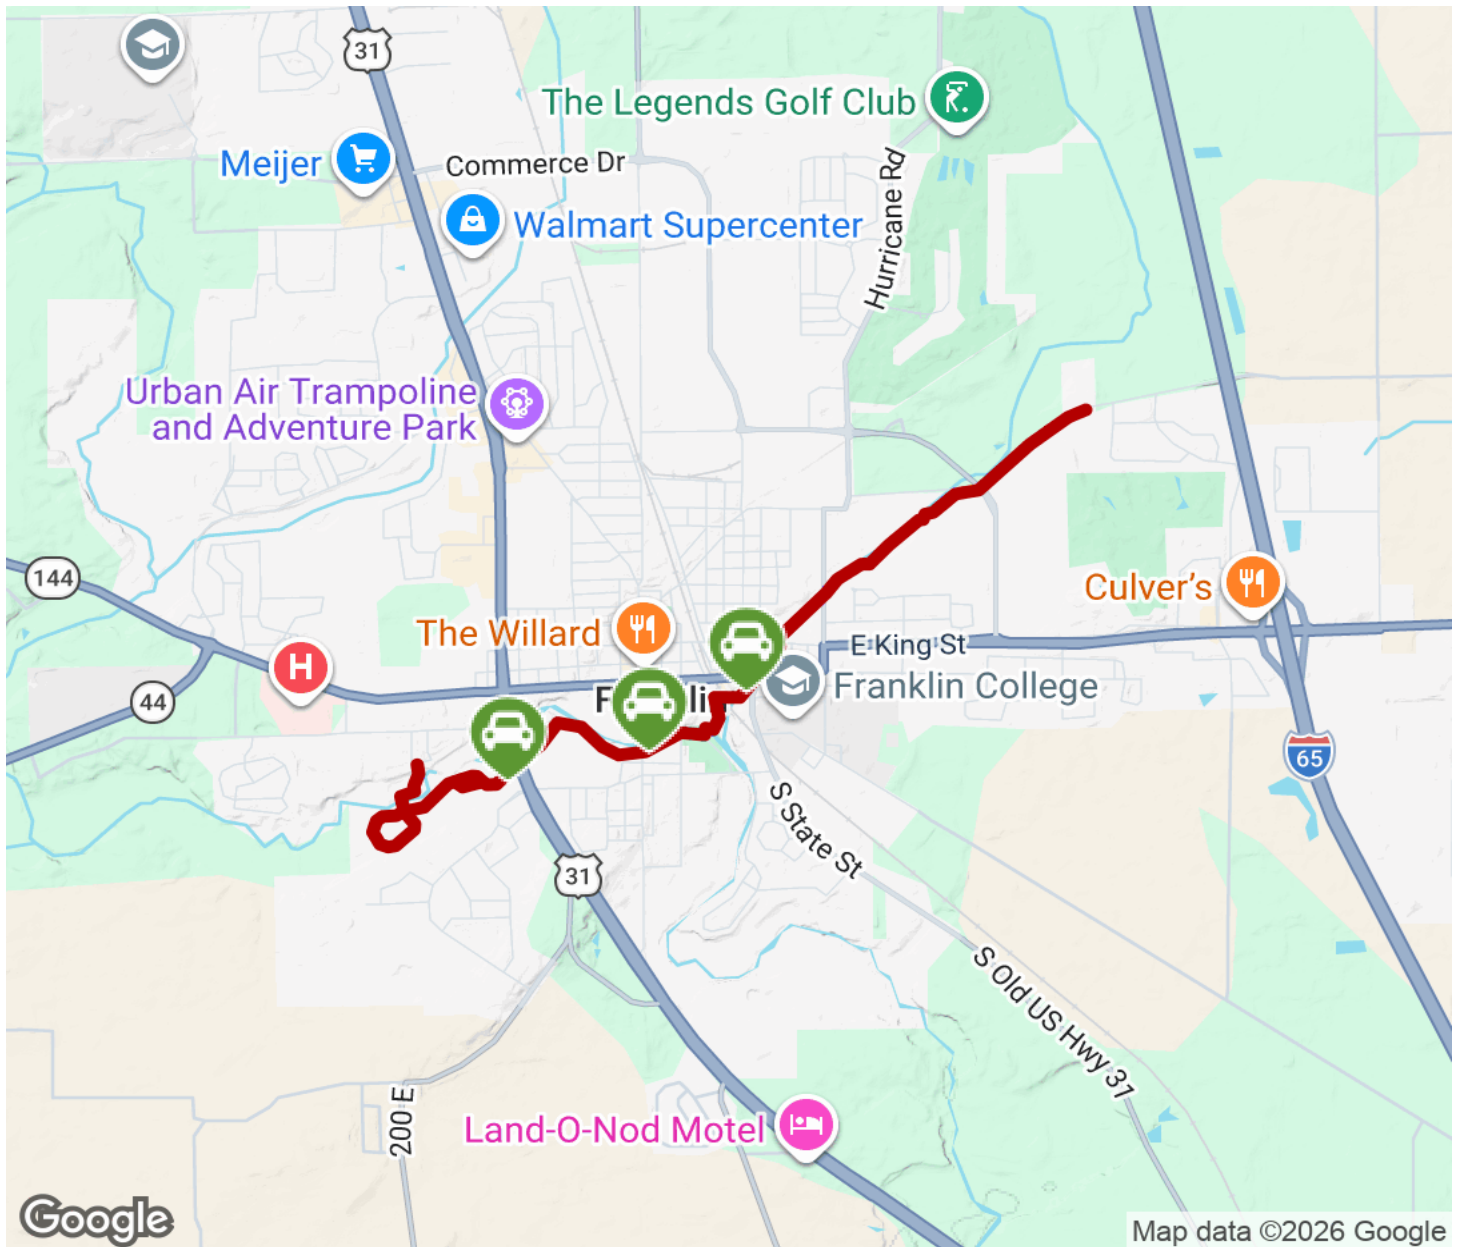 31
The Legends Golf Club
Meijer
Commerce Dr
Walmart Supercenter
Hurricane Rd
Urban Air Trampoline
and Adventure Park
144
Culver's
The Willard
E King St
H
Franklin College
44
65
S State St
31
S Old US Hwy 31
200 E
Land-O-Nod Motel
Google
Map data ©2026 Google